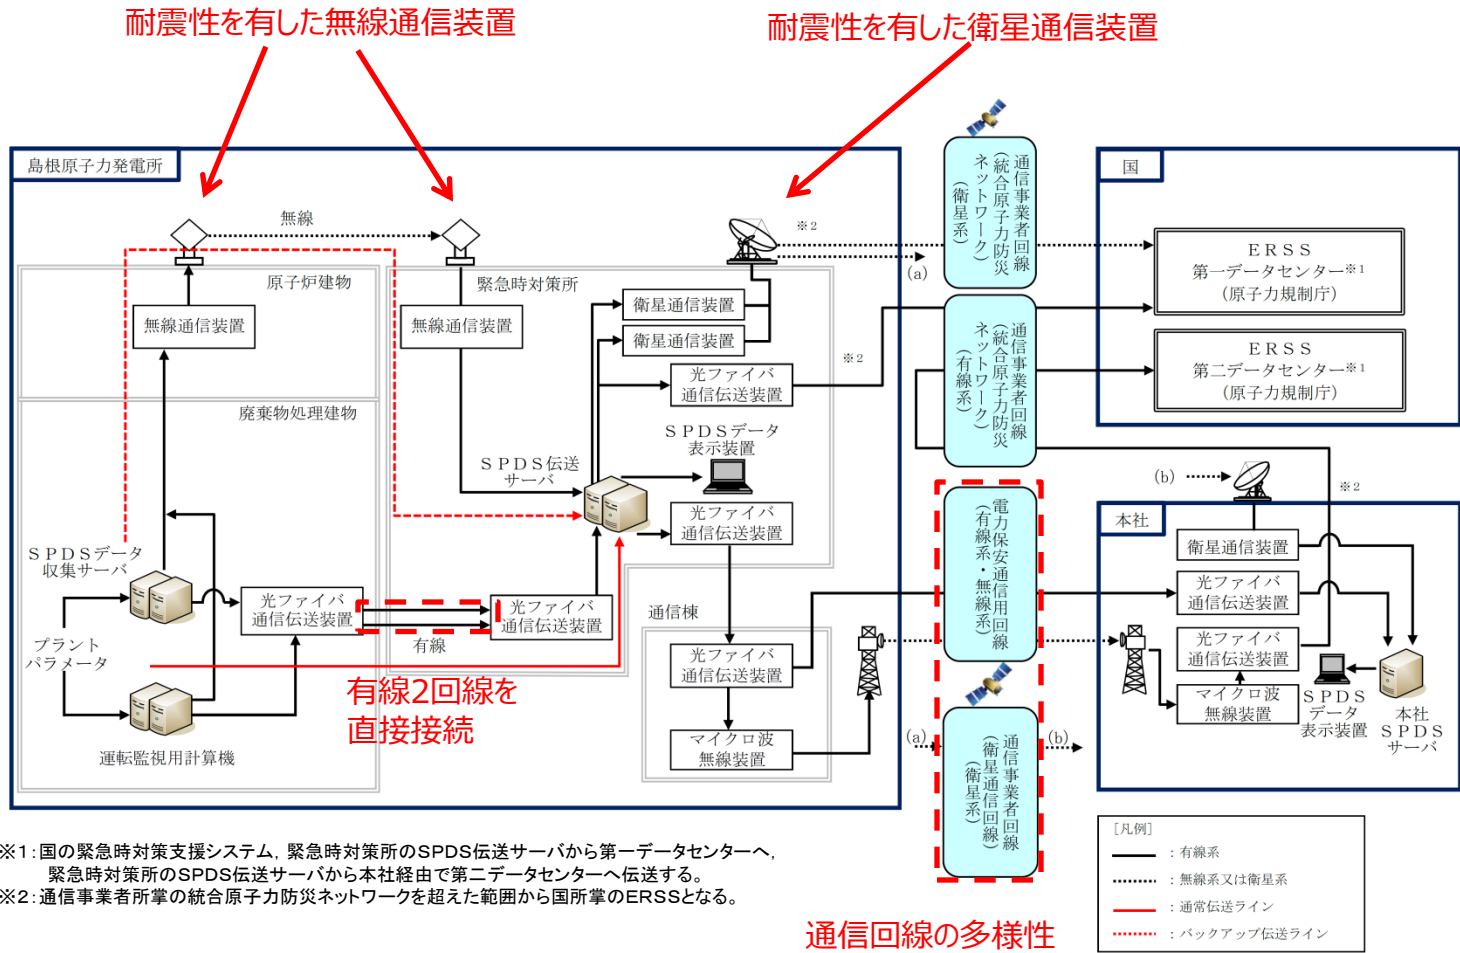 耐震性を有した無線通信装置
耐震性を有した衛星通信装置
島根原子力発電所
無線
原子炉建物
無線通信装置
廃棄物処理建物
ＳＰＤＳデータ
収集サーバ
プラント
パラメータ
運転監視用計算機
光ファイバ
通信伝送装置
有線
有線2回線を
直接接続
光ファイバ
通信伝送装置
緊急時対策所
無線通信装置
ＳＰＤＳ伝送
サーバ
衛星通信装置
衛星通信装置
光ファイバ
通信伝送装置
ＳＰＤＳデータ
表示装置
光ファイバ
通信伝送装置
通信棟
光ファイバ
通信伝送装置
マイクロ波
無線装置
※２
(a)
※２
通信事業者回線
（統合原子力防災
ネットワーク）
（衛星系）
通信事業者回線
（統合原子力防災
ネットワーク）
（有線系）
電力保安通信用回線
（有線系・無線系）
(a)
通信事業者回線
（衛星通信回線）
（衛星系）
(b)
通信回線の多様性
国
ＥＲＳＳ
第一データセンター※１
（原子力規制庁）
ＥＲＳＳ
第二データセンター※１
（原子力規制庁）
(b)
※２
本社
衛星通信装置
光ファイバ
通信伝送装置
光ファイバ
通信伝送装置
マイクロ波
無線装置
ＳＰＤＳ
データ
表示装置
本社
ＳＰＤＳ
サーバ
※１：国の緊急時対策支援システム，緊急時対策所のSPDS伝送サーバから第一データセンターへ，
緊急時対策所のSPDS伝送サーバから本社経由で第二データセンターへ伝送する。
※２：通信事業者所掌の統合原子力防災ネットワークを超えた範囲から国所掌のERSSとなる。
［凡例］
：有線系
：無線系又は衛星系
：通常伝送ライン
：バックアップ伝送ライン